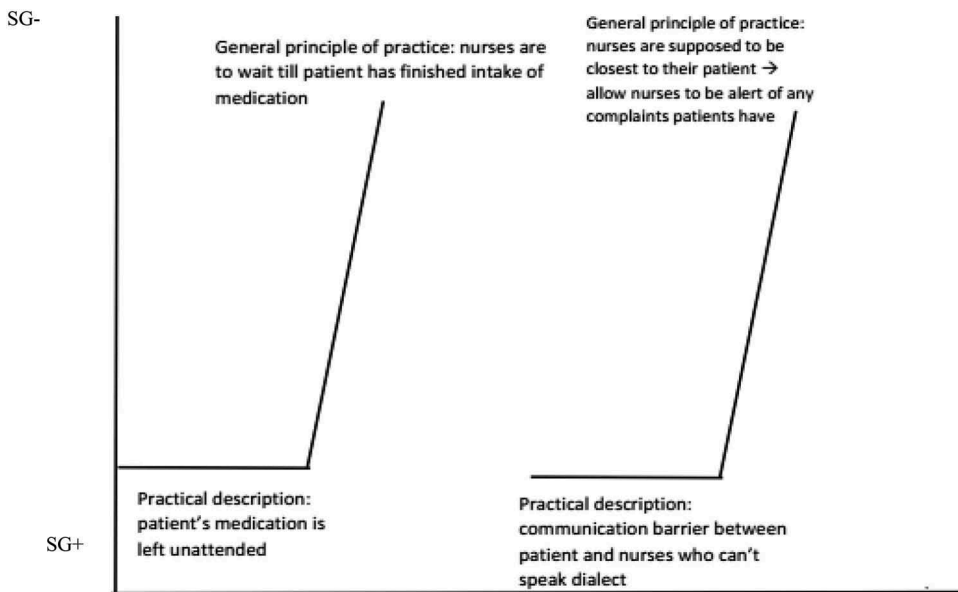 SG-
General principle of practice: nurses are
to wait till patient has finished intake of
medication
General principle of practice:
nurses are supposed to be
closest to their patient →
allow nurses to be alert of any
complaints patients have
Practical description:
patient's medication is
left unattended
SG+
Practical description:
communication barrier between
patient and nurses who can't
speak dialect